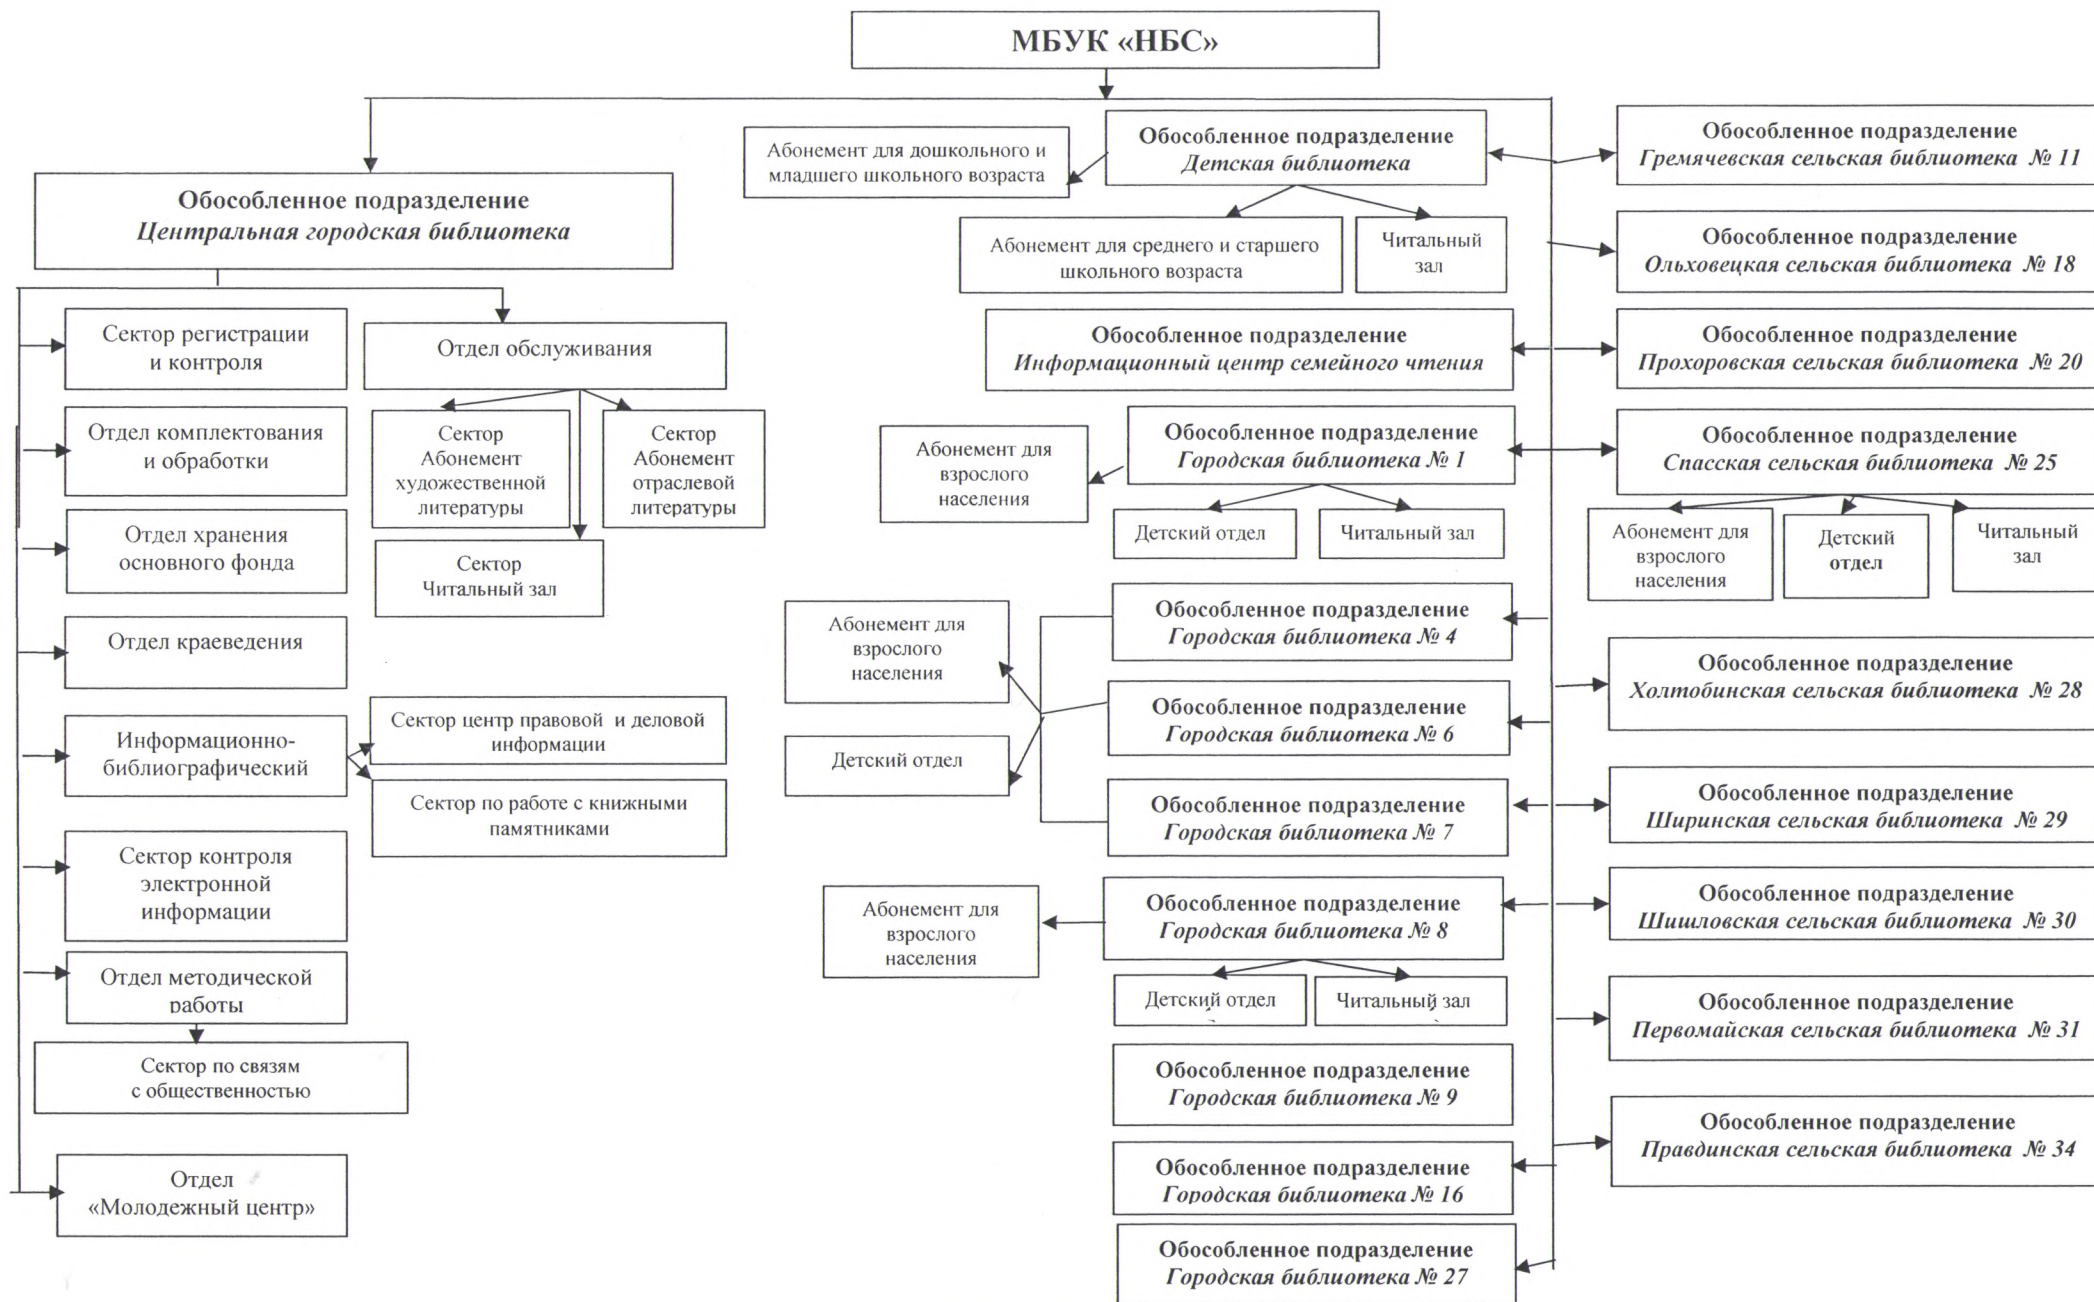 МБУК «НБС»
Обособленное подразделение
Центральная городская библиотека
Сектор регистрации
и контроля
Отдел комплектования
и обработки
Отдел хранения
основного фонда
Отдел краеведения
Информационно-
библиографический
Сектор контроля
электронной
информации
Отдел методической
работы
Сектор по связям
с общественностью
Отдел
«Молодежный центр»
Отдел обслуживания
Сектор
Абонемент
художественной
литературы
Сектор
Абонемент
отраслевой
литературы
Сектор
Читальный зал
Сектор центр правовой и деловой
информации
Сектор по работе с книжными
памятниками
Обособленное подразделение
Детская библиотека
Абонемент для дошкольного и
младшего школьного возраста
Абонемент для среднего и старшего
школьного возраста
Читальный
зал
Обособленное подразделение
Информационный центр семейного чтения
Обособленное подразделение
Городская библиотека № 1
Абонемент для
взрослого
населения
Детский отдел
Читальный зал
Обособленное подразделение
Городская библиотека № 4
Абонемент для
взрослого
населения
Обособленное подразделение
Городская библиотека № 6
Детский отдел
Обособленное подразделение
Городская библиотека № 7
Обособленное подразделение
Городская библиотека № 8
Абонемент для
взрослого
населения
Детский отдел
Читальный зал
Обособленное подразделение
Городская библиотека № 9
Обособленное подразделение
Городская библиотека № 16
Обособленное подразделение
Городская библиотека № 27
Обособленное подразделение
Гремячевская сельская библиотека № 11
Обособленное подразделение
Ольховецкая сельская библиотека № 18
Обособленное подразделение
Прохоровская сельская библиотека № 20
Обособленное подразделение
Спасская сельская библиотека № 25
Абонемент для
взрослого
населения
Детский
отдел
Читальный
зал
Обособленное подразделение
Холтобинская сельская библиотека № 28
Обособленное подразделение
Ширинская сельская библиотека № 29
Обособленное подразделение
Шишловская сельская библиотека № 30
Обособленное подразделение
Первомайская сельская библиотека № 31
Обособленное подразделение
Правдинская сельская библиотека № 34